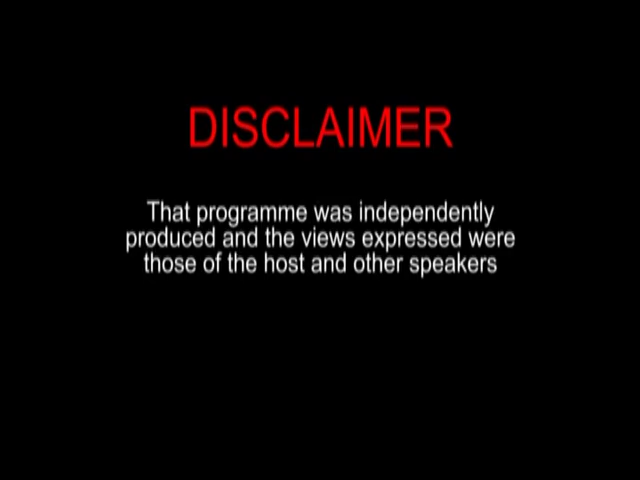 DISCLAIMER
That programme was independently
produced and the views expressed were
those of the host and other speakers